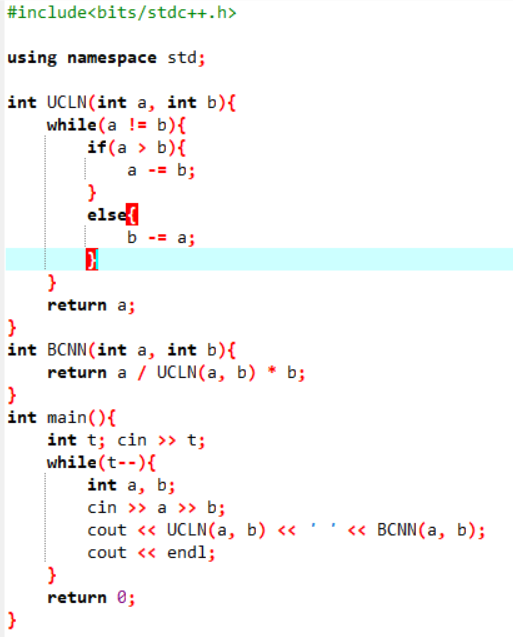 #include<bits/stdc++.h>
using namespace std;
int UCLN(int a, int b){
    while(a != b){
        if(a > b){
            a -= b;
        }
        else{
            b -= a;
        }
    }
    return a;
}
int BCNN(int a, int b){
    return a / UCLN(a, b) * b;
}
int main(){
    int t; cin >> t;
    while(t--){
        int a, b;
        cin >> a >> b;
        cout << UCLN(a, b) << ' ' << BCNN(a, b);
        cout << endl;
    }
    return 0;
}